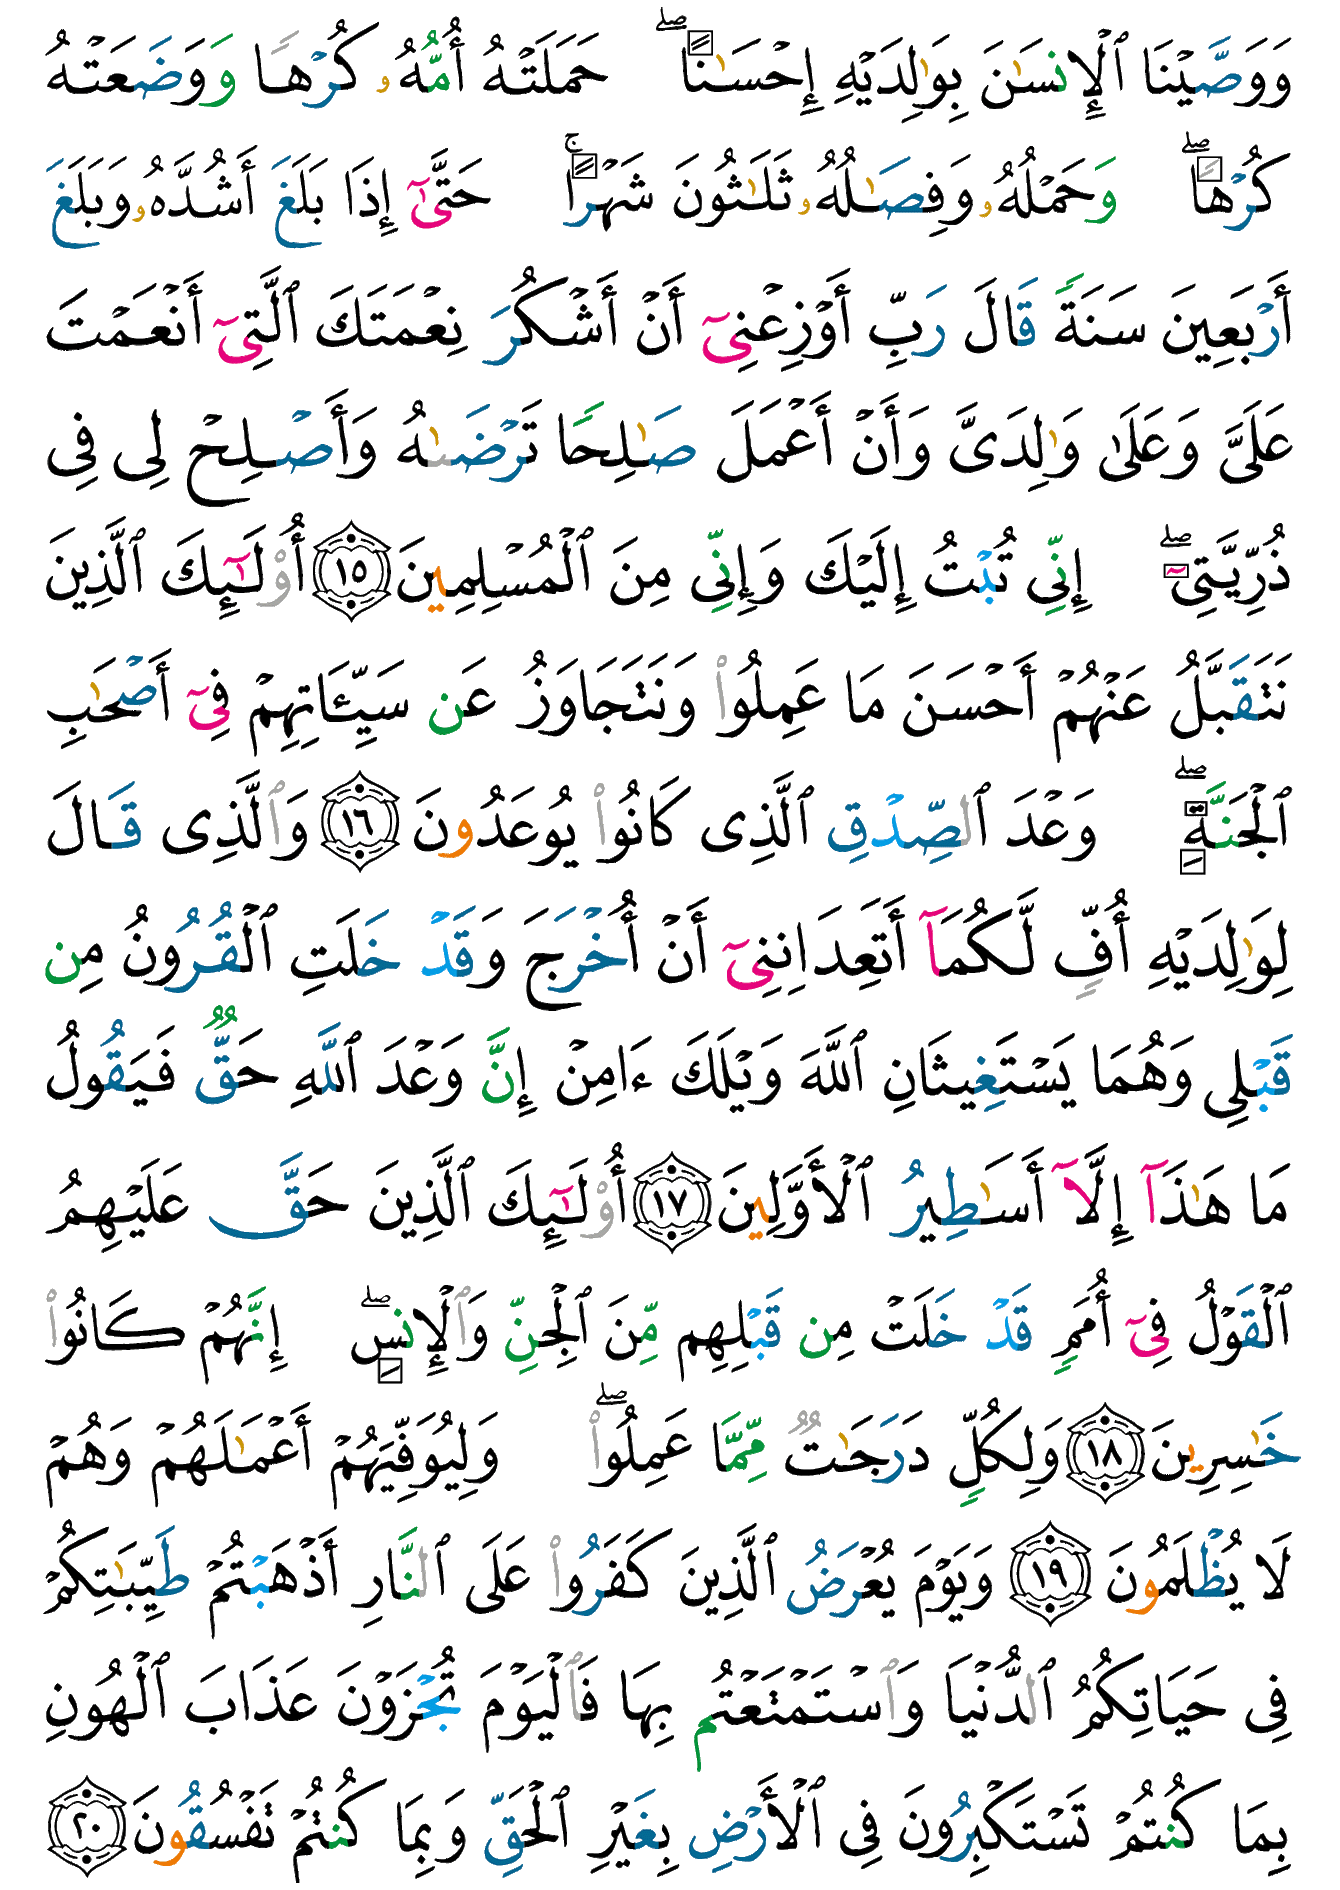 وَوَصَّيۡنَا ٱلۡإِنسَٰنَ بِوَٰلِدَيۡهِ إِحۡسَٰنًاۖ حَمَلَتۡهُ أُمُّهُۥ كُرۡهٗا وَوَضَعَتۡهُ
كُرۡهٗاۖ وَحَمۡلُهُۥ وَفِصَٰلُهُۥ ثَلَٰثُونَ شَهۡرًاۚ حَتَّىٰٓ إِذَا بَلَغَ أَشُدَّهُۥ وَبَلَغَ
أَرۡبَعِينَ سَنَةٗ قَالَ رَبِّ أَوۡزِعۡنِيٓ أَنۡ أَشۡكُرَ نِعۡمَتَكَ ٱلَّتِيٓ أَنۡعَمۡتَ
عَلَيَّ وَعَلَىٰ وَٰلِدَيَّ وَأَنۡ أَعۡمَلَ صَٰلِحٗا تَرۡضَىٰهُ وَأَصۡلِحۡ لِي فِي
ذُرِّيَّتِيٓۖ إِنِّي تُبۡتُ إِلَيۡكَ وَإِنِّي مِنَ ٱلۡمُسۡلِمِينَ ١٥ أُوْلَٰٓئِكَ ٱلَّذِينَ
نَتَقَبَّلُ عَنۡهُمۡ أَحۡسَنَ مَا عَمِلُواْ وَنَتَجَاوَزُ عَن سَيِّـَٔاتِهِمۡ فِيٓ أَصۡحَٰبِ
ٱلۡجَنَّةِۖ وَعۡدَ ٱلصِّدۡقِ ٱلَّذِي كَانُواْ يُوعَدُونَ ١٦ وَٱلَّذِي قَالَ
لِوَٰلِدَيۡهِ أُفّٖ لَّكُمَآ أَتَعِدَانِنِيٓ أَنۡ أُخۡرَجَ وَقَدۡ خَلَتِ ٱلۡقُرُونُ مِن
قَبۡلِي وَهُمَا يَسۡتَغِيثَانِ ٱللَّهَ وَيۡلَكَ ءَامِنۡ إِنَّ وَعۡدَ ٱللَّهِ حَقّٞ فَيَقُولُ
مَا هَٰذَآ إِلَّآ أَسَٰطِيرُ ٱلۡأَوَّلِينَ ١٧ أُوْلَٰٓئِكَ ٱلَّذِينَ حَقَّ عَلَيۡهِمُ
ٱلۡقَوۡلُ فِيٓ أُمَمٖ قَدۡ خَلَتۡ مِن قَبۡلِهِم مِّنَ ٱلۡجِنِّ وَٱلۡإِنسِۖ إِنَّهُمۡ كَانُواْ
خَٰسِرِينَ ١٨ وَلِكُلّٖ دَرَجَٰتٞ مِّمَّا عَمِلُواْۖ وَلِيُوَفِّيَهُمۡ أَعۡمَٰلَهُمۡ وَهُمۡ
لَا يُظۡلَمُونَ ١٩ وَيَوۡمَ يُعۡرَضُ ٱلَّذِينَ كَفَرُواْ عَلَى ٱلنَّارِ أَذۡهَبۡتُمۡ طَيِّبَٰتِكُمۡ
فِي حَيَاتِكُمُ ٱلدُّنۡيَا وَٱسۡتَمۡتَعۡتُم بِهَا فَٱلۡيَوۡمَ تُجۡزَوۡنَ عَذَابَ ٱلۡهُونِ
بِمَا كُنتُمۡ تَسۡتَكۡبِرُونَ فِي ٱلۡأَرۡضِ بِغَيۡرِ ٱلۡحَقِّ وَبِمَا كُنتُمۡ تَفۡسُقُونَ ٢٠